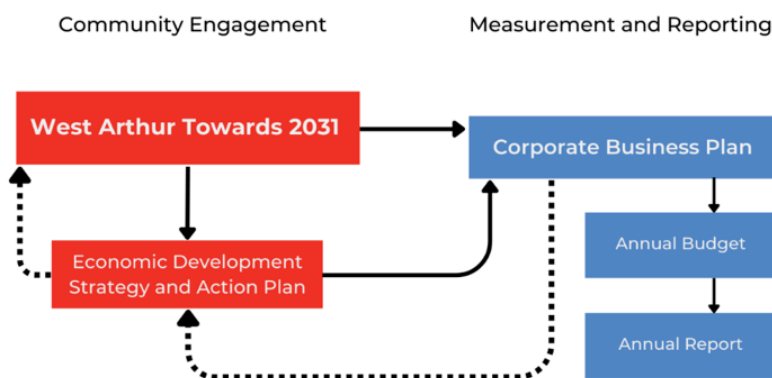 Community Engagement
Measurement and Reporting
West Arthur Towards 2031
Corporate Business Plan
Annual Budget
Economic Development
Strategy and Action Plan
Annual Report